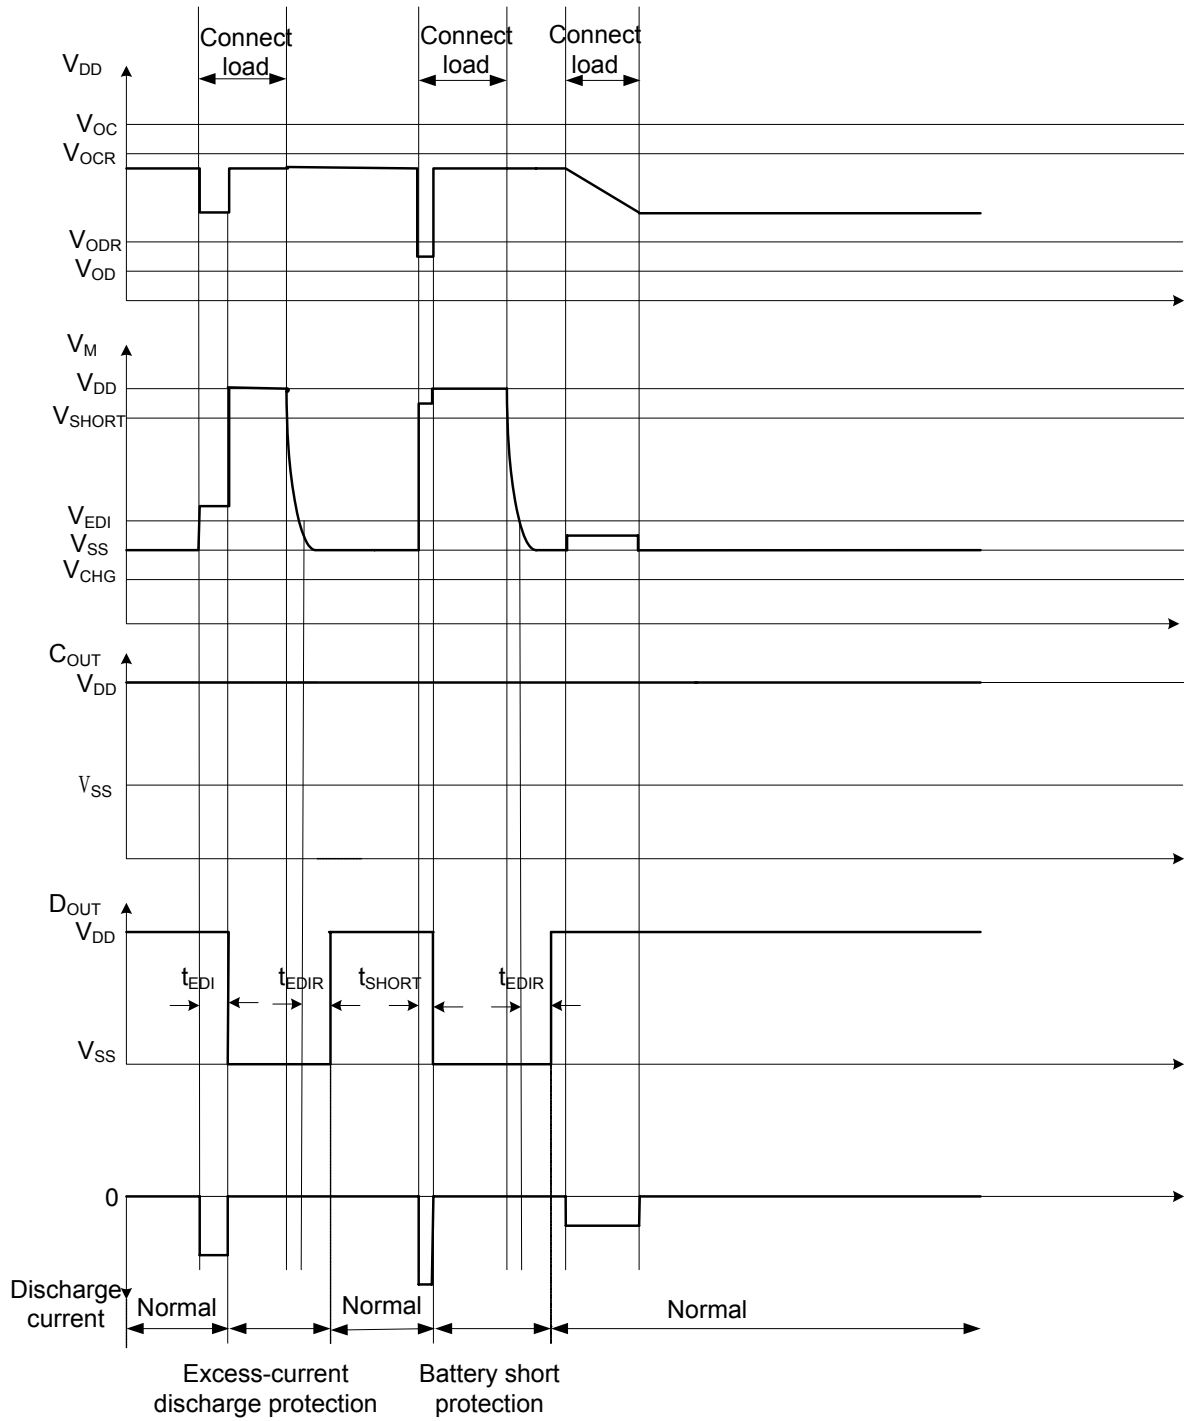 Connect
load
Connect
load
Connect
load
VDD
VOC
VOCR
VODR
VOD
VM
VDD
VSHORT
VEDI
VSS
VCHG
COUT
VDD
VSS
DOUT
VDD
tEDI
tEDIR
tSHORT
tEDIR
VSS
0
Discharge
current
Normal
Normal
Normal
Excess-current
discharge protection
Battery short
protection